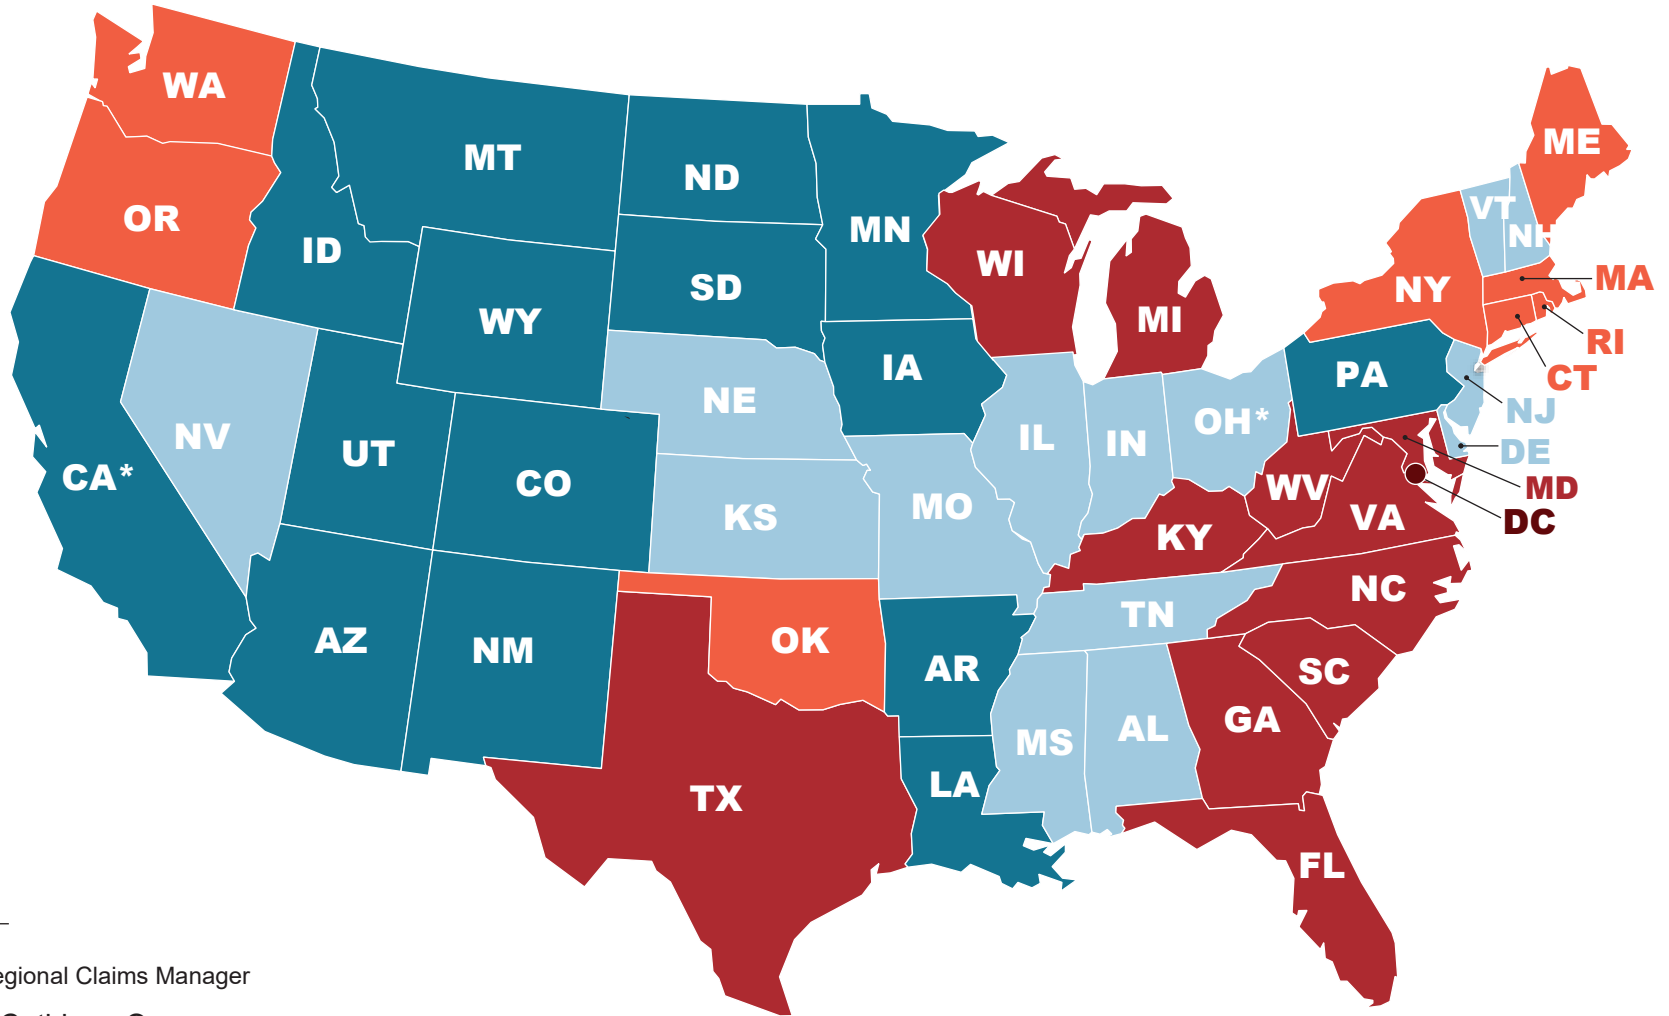 WA
ME
MT
ND
VT
OR
MN
NH
ID
WI
MA
SD
NY
WY
MI
RI
IA
PA
CT
NE
NJ
OH*
NV
IL
IN
UT
DE
CA*
CO
WV
MD
MO
KS
VA
DC
KY
NC
TN
AZ
OK
NM
AR
SC
GA
AL
MS
LA
TX
FL
egional Claims Manager